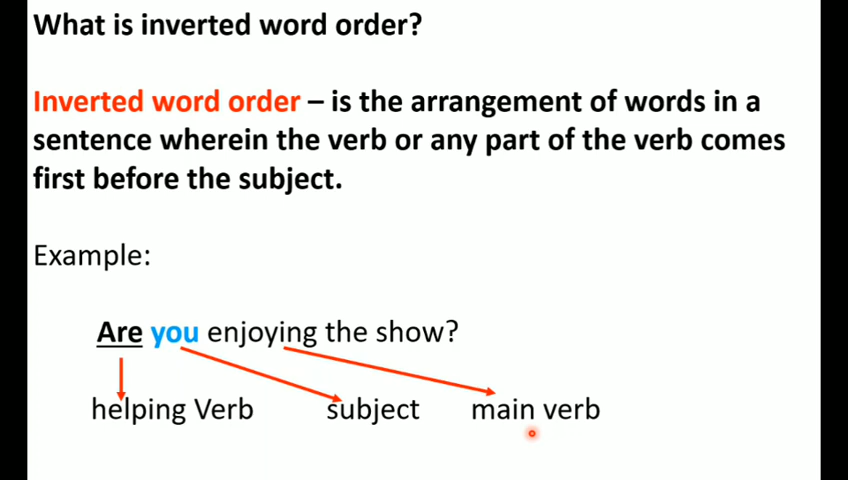 What is inverted word order?
Inverted word order – is the arrangement of words in a
sentence wherein the verb or any part of the verb comes
first before the subject.
Example:
Are you enjoying the show?
helping Verb subject main verb